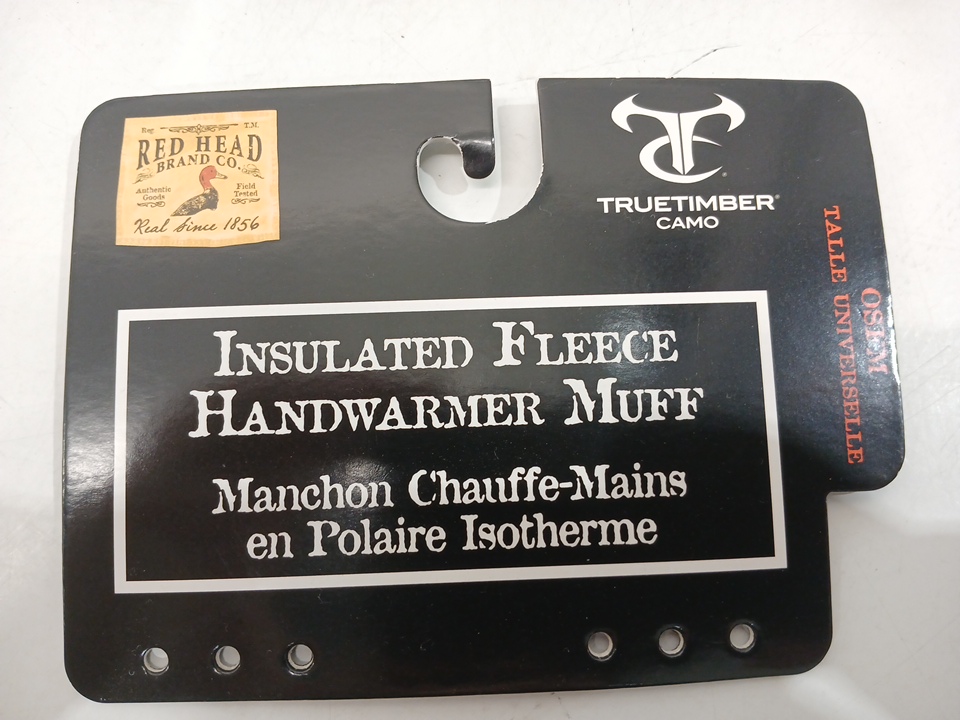 Reg T.M.
RED HEAD
BRAND CO.
Authentic Goods
Field Tested
Real Since 1856
TRUETIMBER®
CAMO
OSFM
TALLE UNIVERSELLE
INSULATED FLEECE
HANDWARMER MUFF
Manchon Chauffe-Mains
en Polaire Isotherme